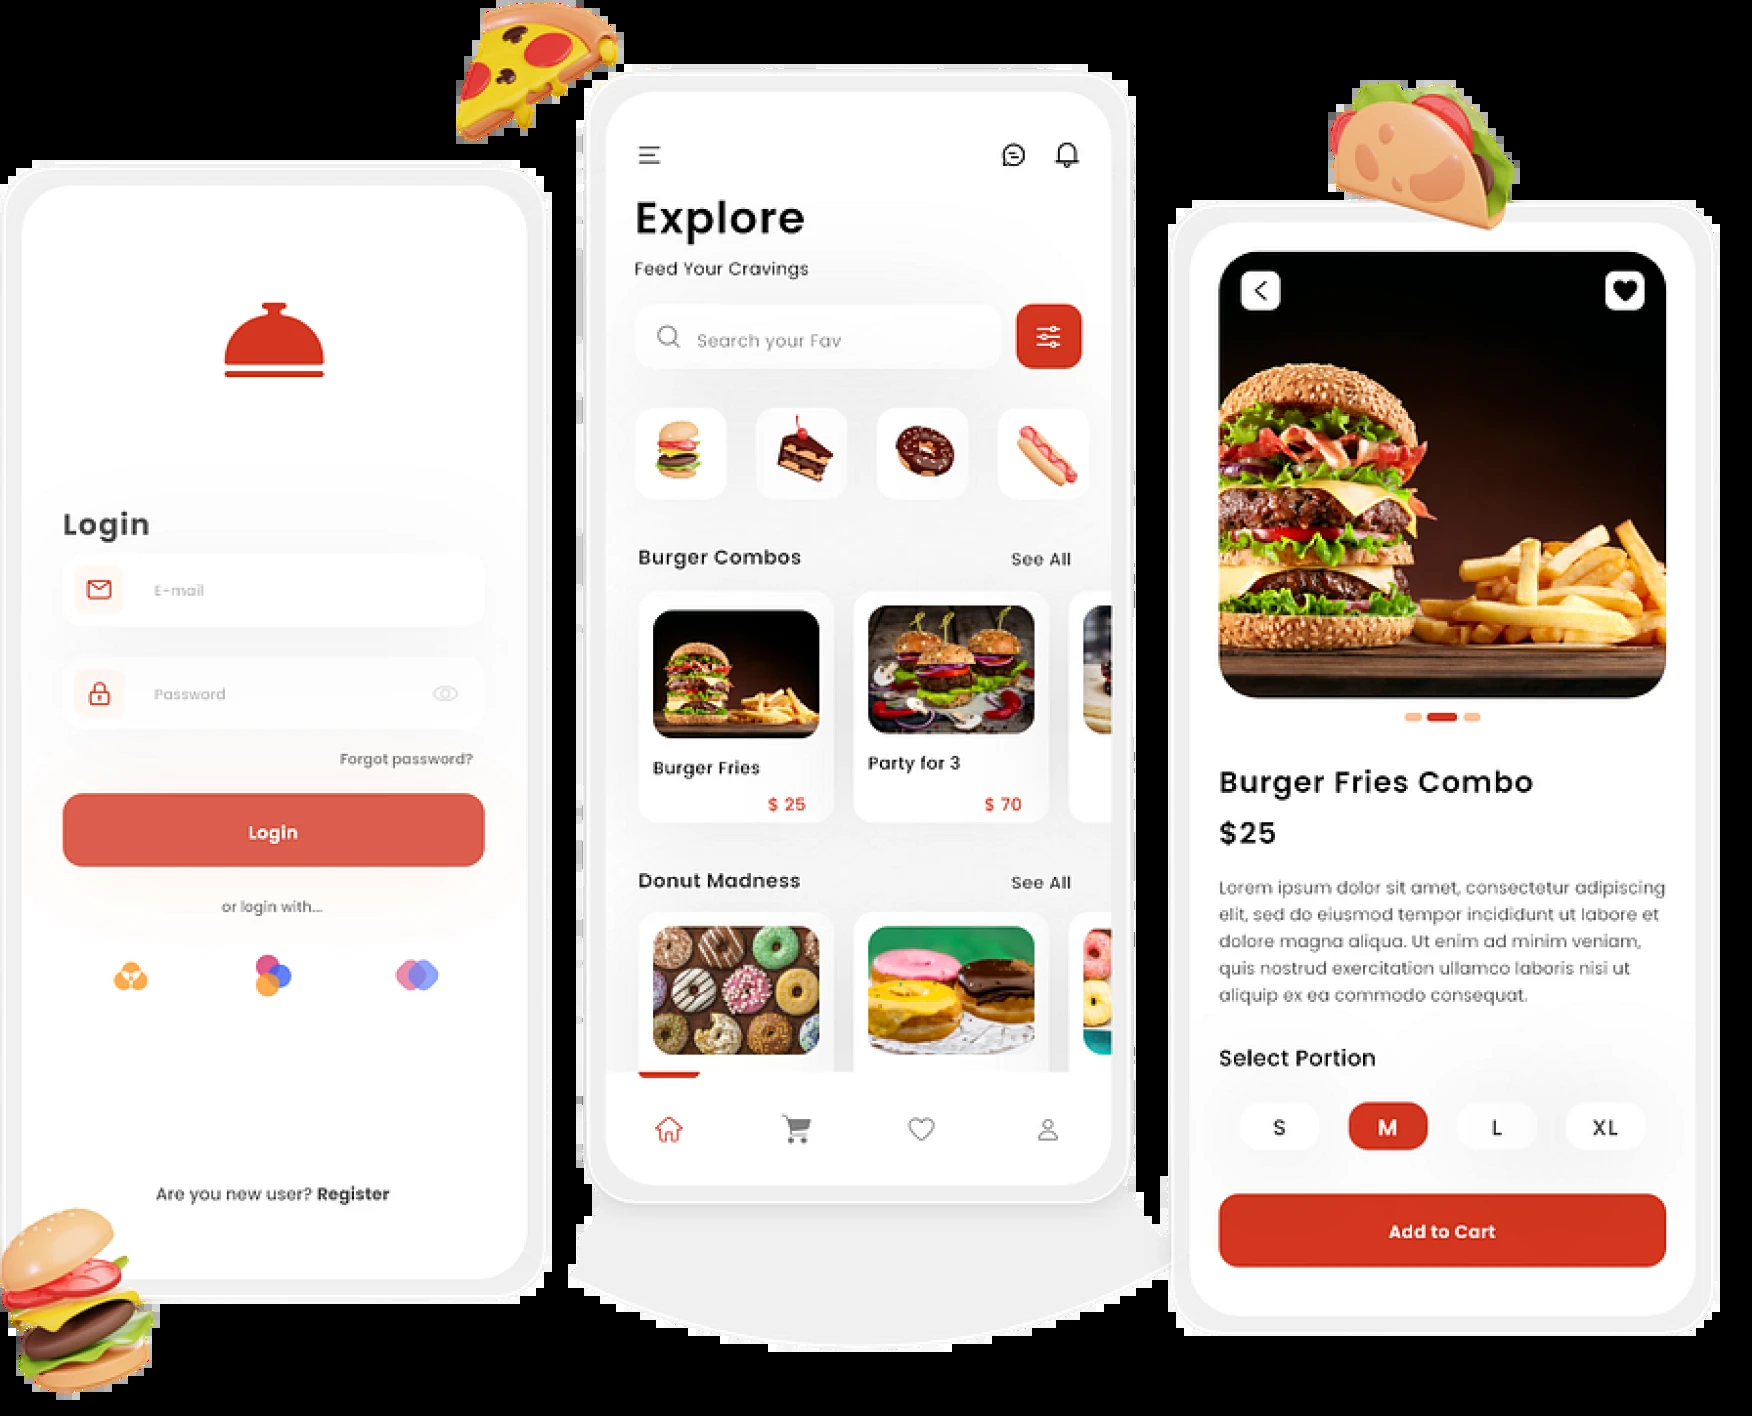 Login
E-mail
Password
Forgot password?
Login
or login with...
Are you new user? Register
Explore
Feed Your Cravings
Search your Fav
Burger Combos
See All
Burger Fries
$ 25
Party for 3
$ 70
Donut Madness
See All
Burger Fries Combo
$25
Lorem ipsum dolor sit amet, consectetur adipiscing
elit, sed do eiusmod tempor incididunt ut labore et
dolore magna aliqua. Ut enim ad minim veniam,
quis nostrud exercitation ullamco laboris nisi ut
aliquip ex ea commodo consequat.
Select Portion
S M L XL
Add to Cart